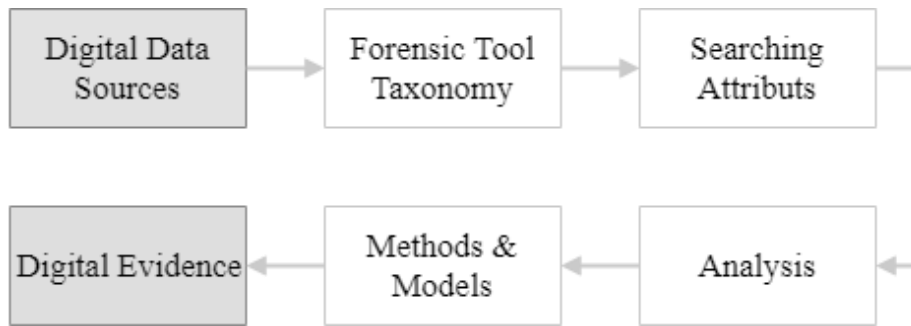 Digital Data
Sources
Forensic Tool
Taxonomy
Searching
Attributs
Digital Evidence
Methods &
Models
Analysis